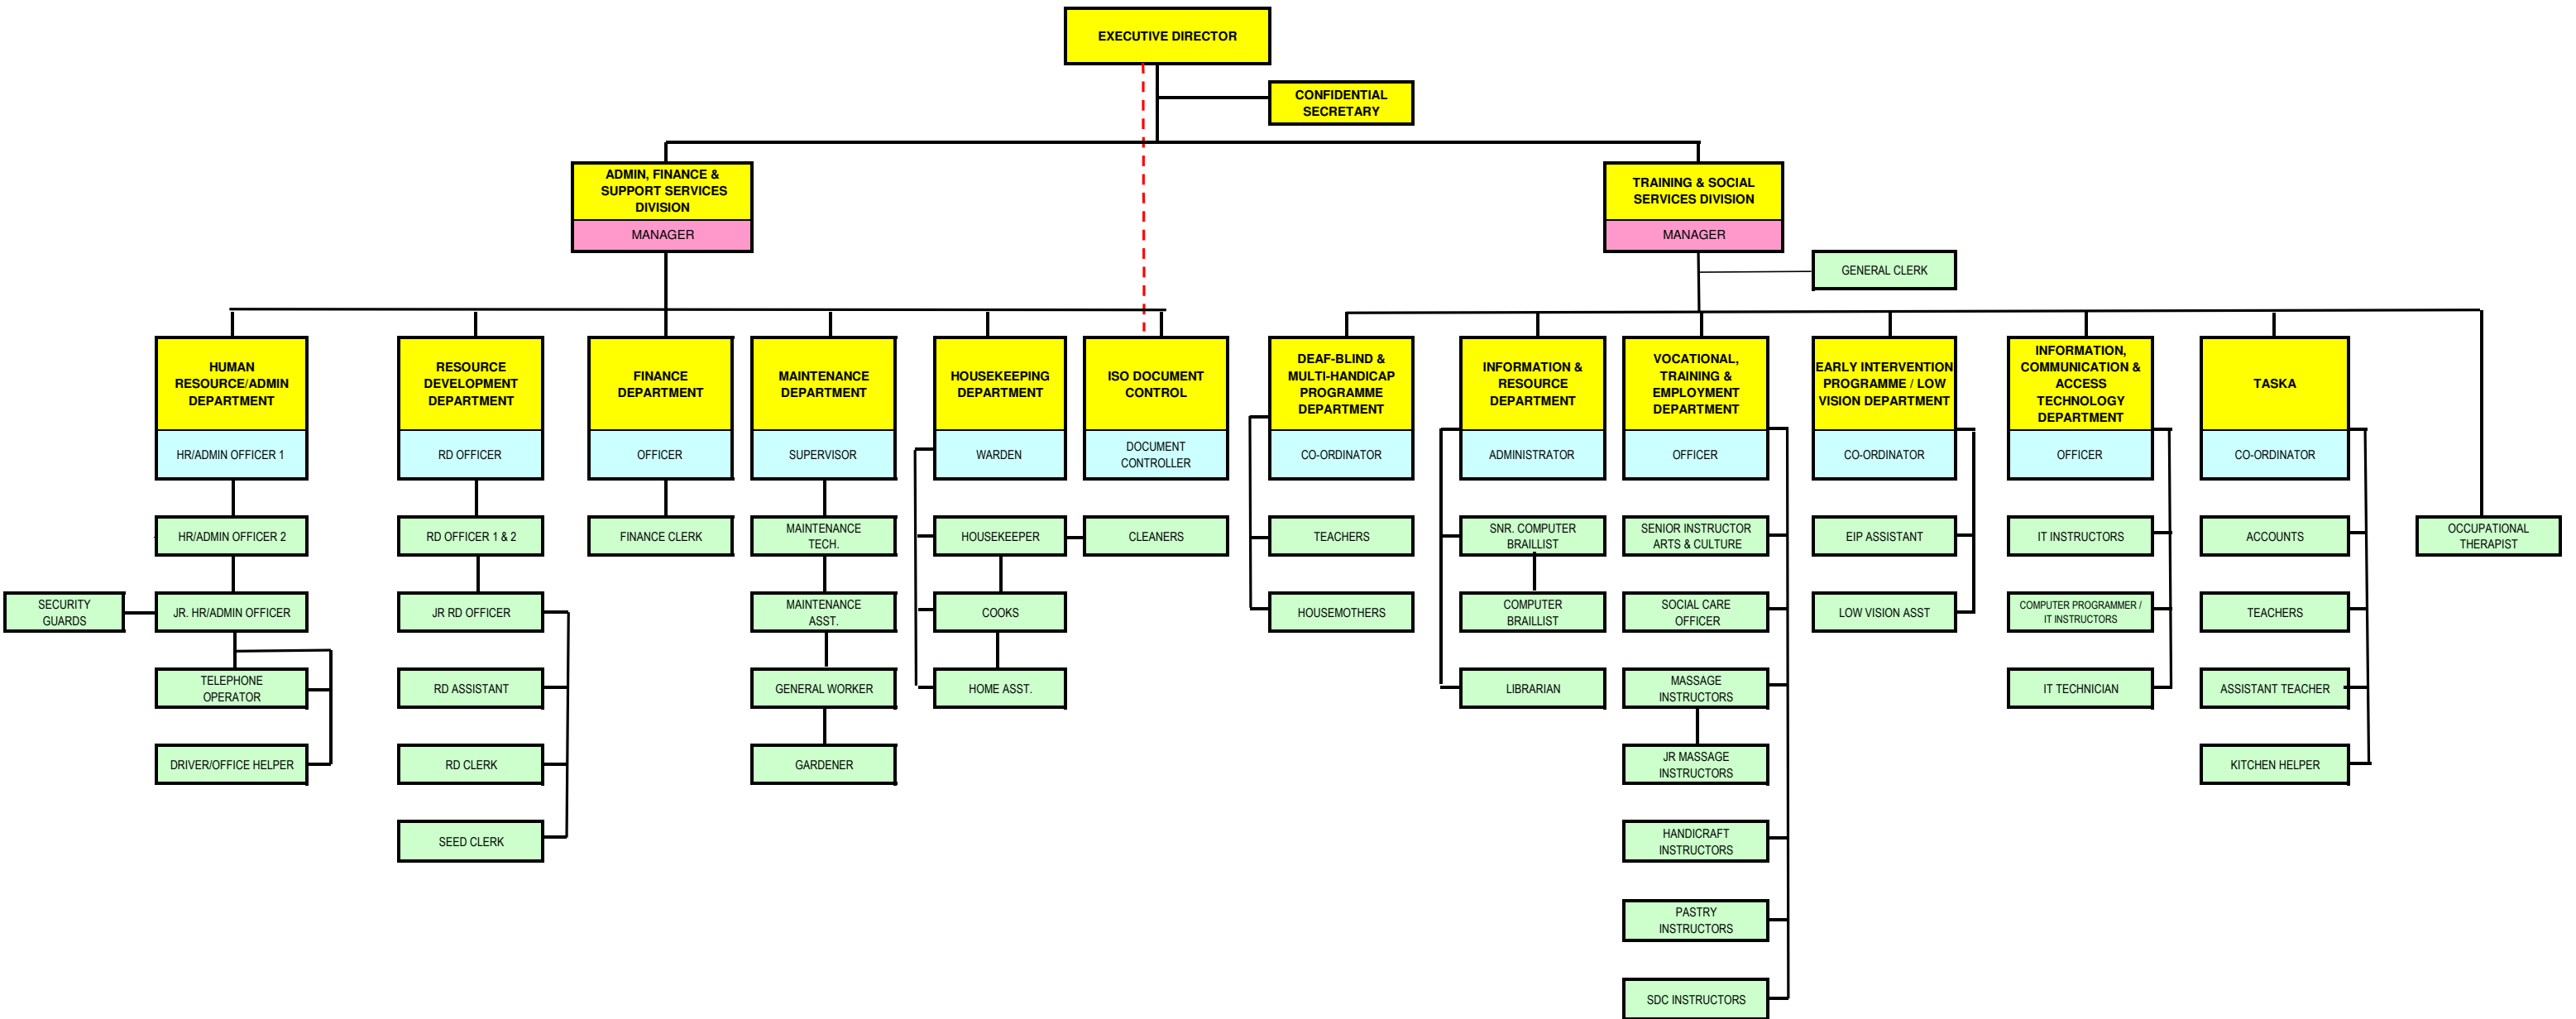 EXECUTIVE DIRECTOR
CONFIDENTIAL
SECRETARY
ADMIN, FINANCE &
SUPPORT SERVICES
DIVISION
MANAGER
TRAINING & SOCIAL
SERVICES DIVISION
MANAGER
GENERAL CLERK
HUMAN
RESOURCE/ADMIN
DEPARTMENT
HR/ADMIN OFFICER 1
RESOURCE
DEVELOPMENT
DEPARTMENT
RD OFFICER
FINANCE
DEPARTMENT
OFFICER
MAINTENANCE
DEPARTMENT
SUPERVISOR
HOUSEKEEPING
DEPARTMENT
WARDEN
ISO DOCUMENT
CONTROL
DOCUMENT
CONTROLLER
DEAF-BLIND &
MULTI-HANDICAP
PROGRAMME
DEPARTMENT
CO-ORDINATOR
INFORMATION &
RESOURCE
DEPARTMENT
ADMINISTRATOR
VOCATIONAL,
TRAINING &
EMPLOYMENT
DEPARTMENT
OFFICER
EARLY INTERVENTION
PROGRAMME / LOW
VISION DEPARTMENT
CO-ORDINATOR
INFORMATION,
COMMUNICATION &
ACCESS
TECHNOLOGY
DEPARTMENT
OFFICER
TASKA
CO-ORDINATOR
HR/ADMIN OFFICER 2
RD OFFICER 1 & 2
FINANCE CLERK
MAINTENANCE
TECH.
HOUSEKEEPER
CLEANERS
TEACHERS
SNR. COMPUTER
BRAILLIST
SENIOR INSTRUCTOR
ARTS & CULTURE
EIP ASSISTANT
IT INSTRUCTORS
ACCOUNTS
OCCUPATIONAL
THERAPIST
SECURITY
GUARDS
JR. HR/ADMIN OFFICER
JR RD OFFICER
MAINTENANCE
ASST.
COOKS
HOUSEMOTHERS
COMPUTER
BRAILLIST
SOCIAL CARE
OFFICER
LOW VISION ASST
COMPUTER PROGRAMMER /
IT INSTRUCTORS
TEACHERS
TELEPHONE
OPERATOR
RD ASSISTANT
GENERAL WORKER
HOME ASST.
LIBRARIAN
MASSAGE
INSTRUCTORS
IT TECHNICIAN
ASSISTANT TEACHER
DRIVER/OFFICE HELPER
RD CLERK
GARDENER
JR MASSAGE
INSTRUCTORS
KITCHEN HELPER
SEED CLERK
HANDICRAFT
INSTRUCTORS
PASTRY
INSTRUCTORS
SDC INSTRUCTORS